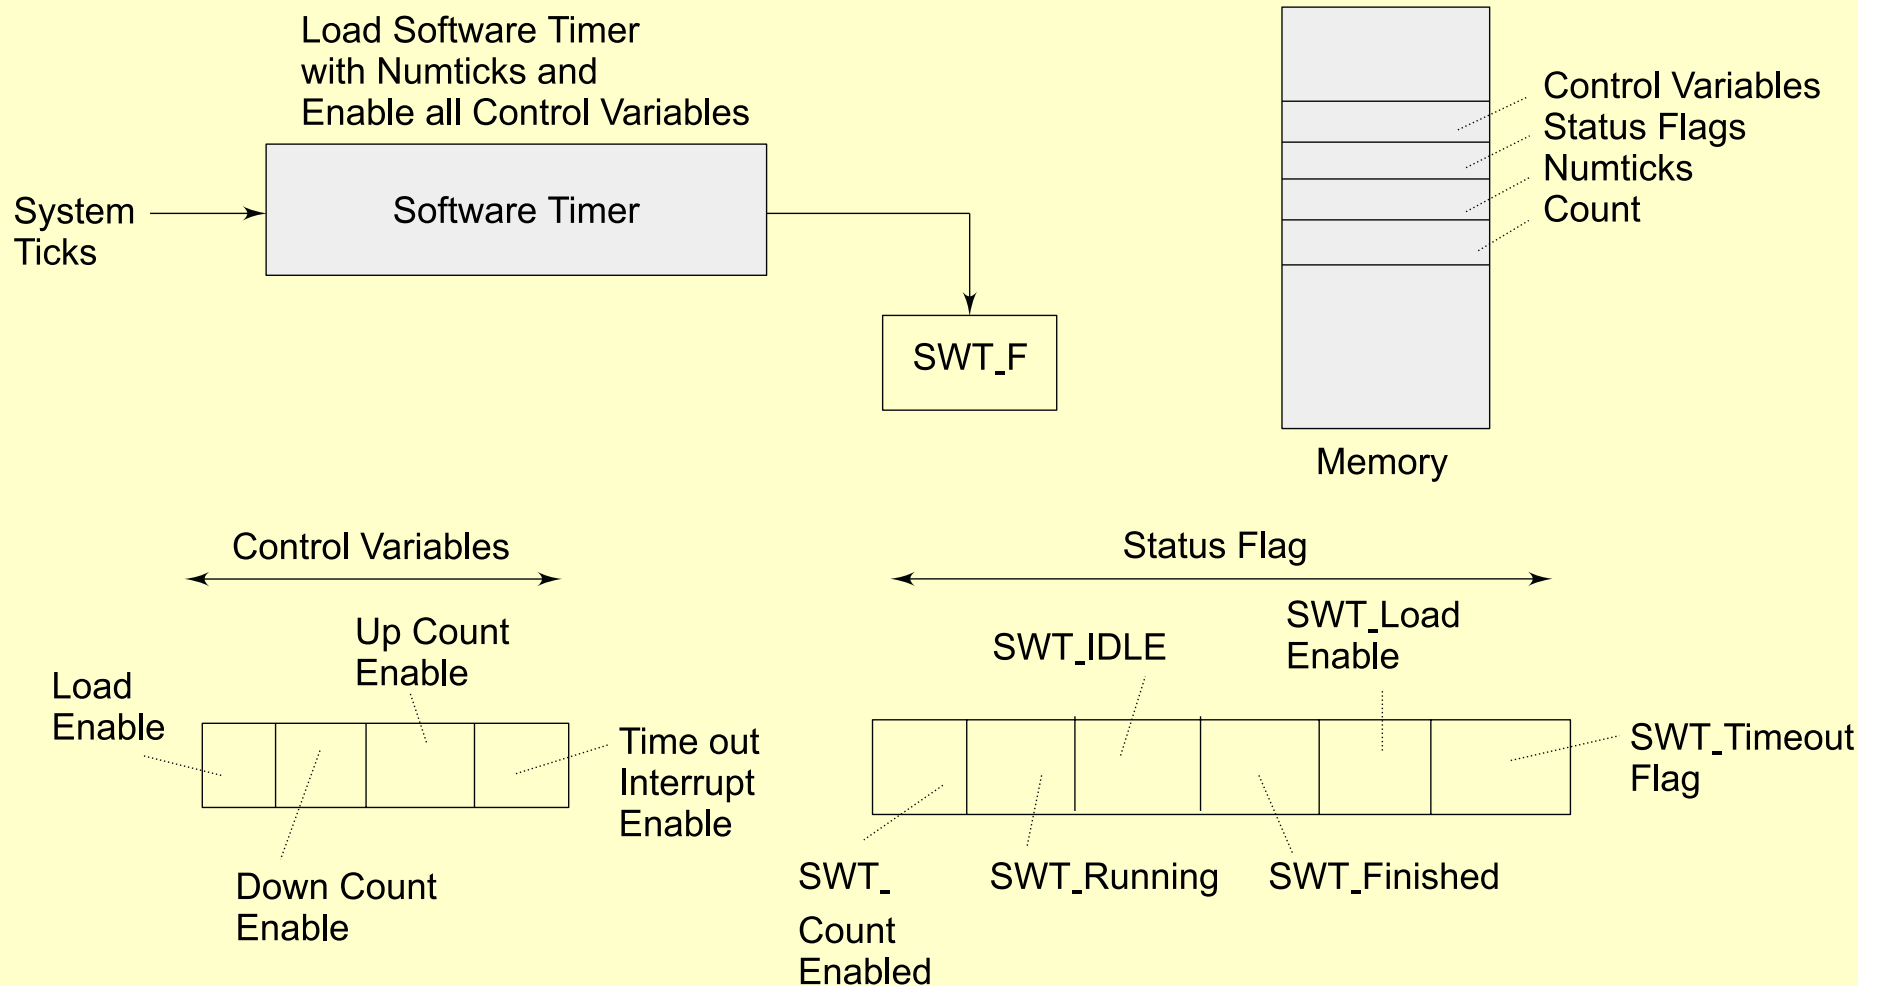 Load Software Timer
with Numticks and
Enable all Control Variables
System
Ticks
Software Timer
SWT_F
Control Variables
Status Flags
Numticks
Count
Memory
Control Variables
Load
Enable
Up Count
Enable
Time out
Interrupt
Enable
Down Count
Enable
Status Flag
SWT_IDLE
SWT_Load
Enable
SWT_Timeout
Flag
SWT_
Count
Enabled
SWT_Running
SWT_Finished